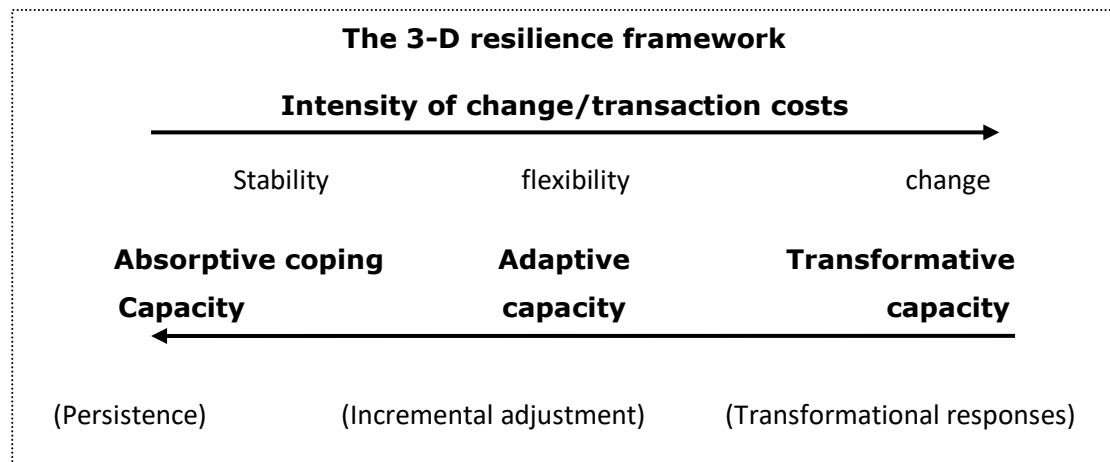 The 3-D resilience framework
Intensity of change/transaction costs
Stability flexibility change
Absorptive coping Adaptive Transformative
Capacity capacity capacity
(Persistence) (Incremental adjustment) (Transformational responses)